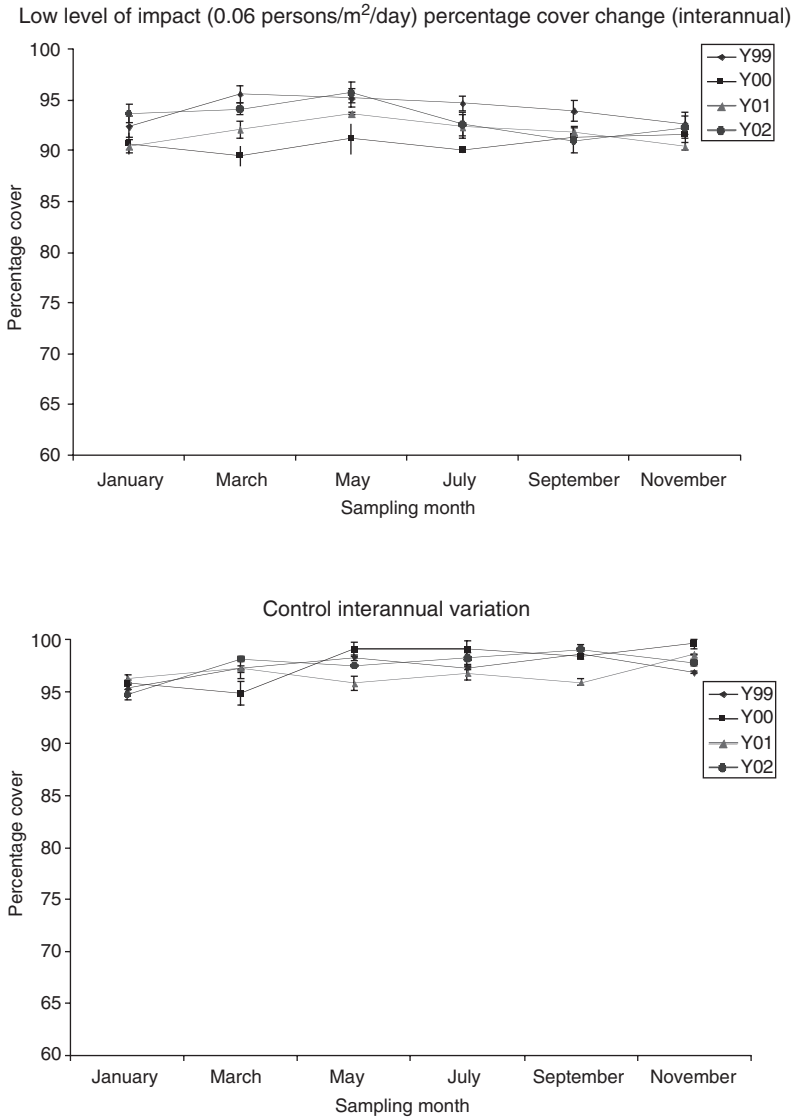 Low level of impact (0.06 persons/m²/day) percentage cover change (interannual)
100
95
90
85
80
75
70
65
60
Percentage cover
January March May July September November
Sampling month
Y99
Y00
Y01
Y02
Control interannual variation
100
95
90
85
80
75
70
65
60
Percentage cover
January March May July September November
Sampling month
Y99
Y00
Y01
Y02